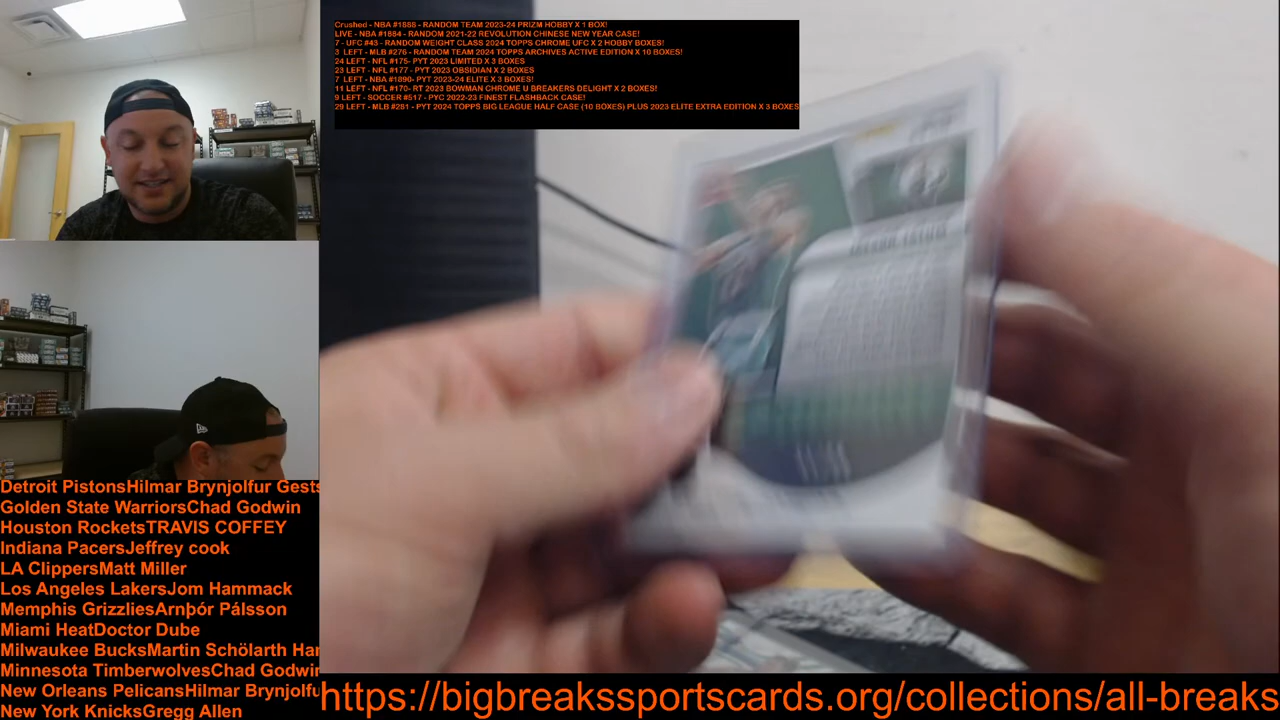 Crushed - NBA #1888 - RANDOM TEAM 2023-24 PRIZM HOBBY X 1 BOX!
LIVE - NBA #1884 - RANDOM 2021-22 REVOLUTION CHINESE NEW YEAR CASE!
7 - UFC #43 - RANDOM WEIGHT CLASS 2024 TOPPS CHROME UFC X 2 HOBBY BOXES!
3 LEFT - MLB #276 - RANDOM TEAM 2024 TOPPS ARCHIVES ACTIVE EDITION X 10 BOXES!
24 LEFT - NFL #175- PYT 2023 LIMITED X 3 BOXES
23 LEFT - NFL #177 - PYT 2023 OBSIDIAN X 2 BOXES
7 LEFT - NBA #1890- PYT 2023-24 ELITE X 3 BOXES!
11 LEFT - NFL #170- RT 2023 BOWMAN CHROME U BREAKERS DELIGHT X 2 BOXES!
9 LEFT - SOCCER #517 - PYC 2022-23 FINEST FLASHBACK CASE!
29 LEFT - MLB #281 - PYT 2024 TOPPS BIG LEAGUE HALF CASE (10 BOXES) PLUS 2023 ELITE EXTRA EDITION X 3 BOXES
Detroit PistonsHilmar Brynjolfur Gests
Golden State WarriorsChad Godwin
Houston RocketsTRAVIS COFFEY
Indiana PacersJeffrey cook
LA ClippersMatt Miller
Los Angeles LakersJom Hammack
Memphis GrizzliesArnþór Pálsson
Miami HeatDoctor Dube
Milwaukee BucksMartin Schölarth Har
Minnesota TimberwolvesChad Godwin
New Orleans PelicansHilmar Brynjolfu
New York KnicksGregg Allen
https://bigbreakssportscards.org/collections/all-breaks